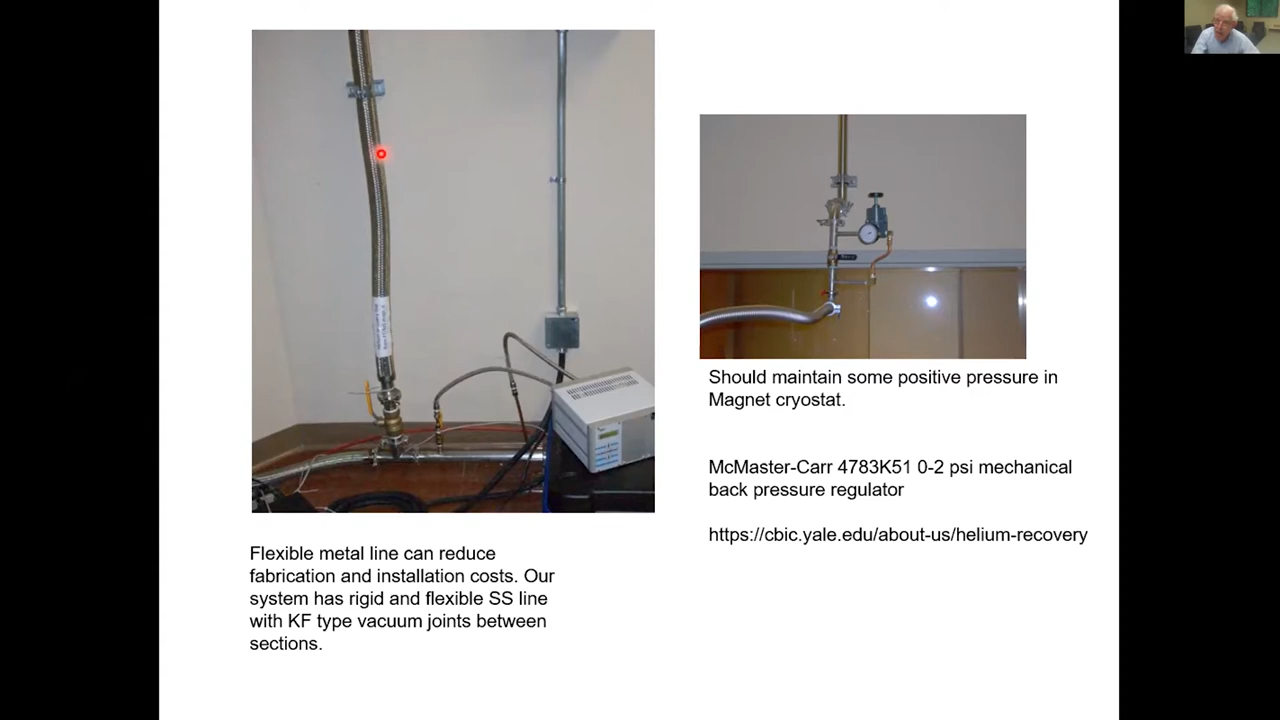 Flexible metal line can reduce
fabrication and installation costs. Our
system has rigid and flexible SS line
with KF type vacuum joints between
sections.
Should maintain some positive pressure in
Magnet cryostat.
McMaster-Carr 4783K51 0-2 psi mechanical
back pressure regulator
https://cbic.yale.edu/about-us/helium-recovery